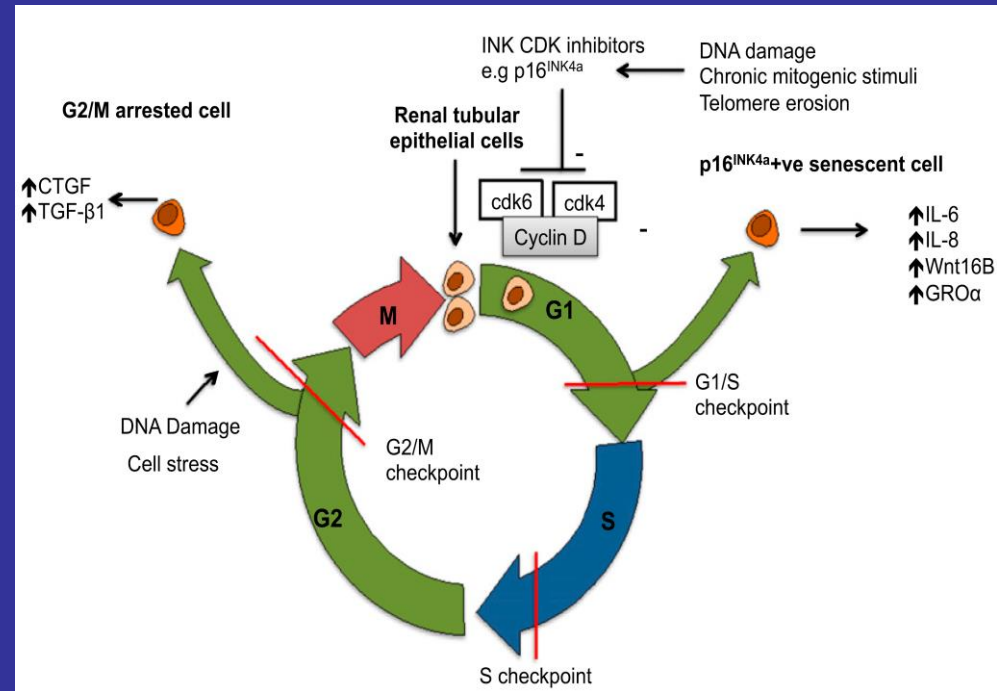 INK CDK inhibitors
e.g p16INK4a
DNA damage
Chronic mitogenic stimuli
Telomere erosion
G2/M arrested cell
Renal tubular
epithelial cells
-
p16INK4a+ve senescent cell
↑CTGF
↑TGF-β1
cdk6
cdk4
Cyclin D
-
↑IL-6
↑IL-8
↑Wnt16B
↑GROα
M
G1
G1/S
checkpoint
DNA Damage
Cell stress
G2/M
checkpoint
G2
S
S checkpoint